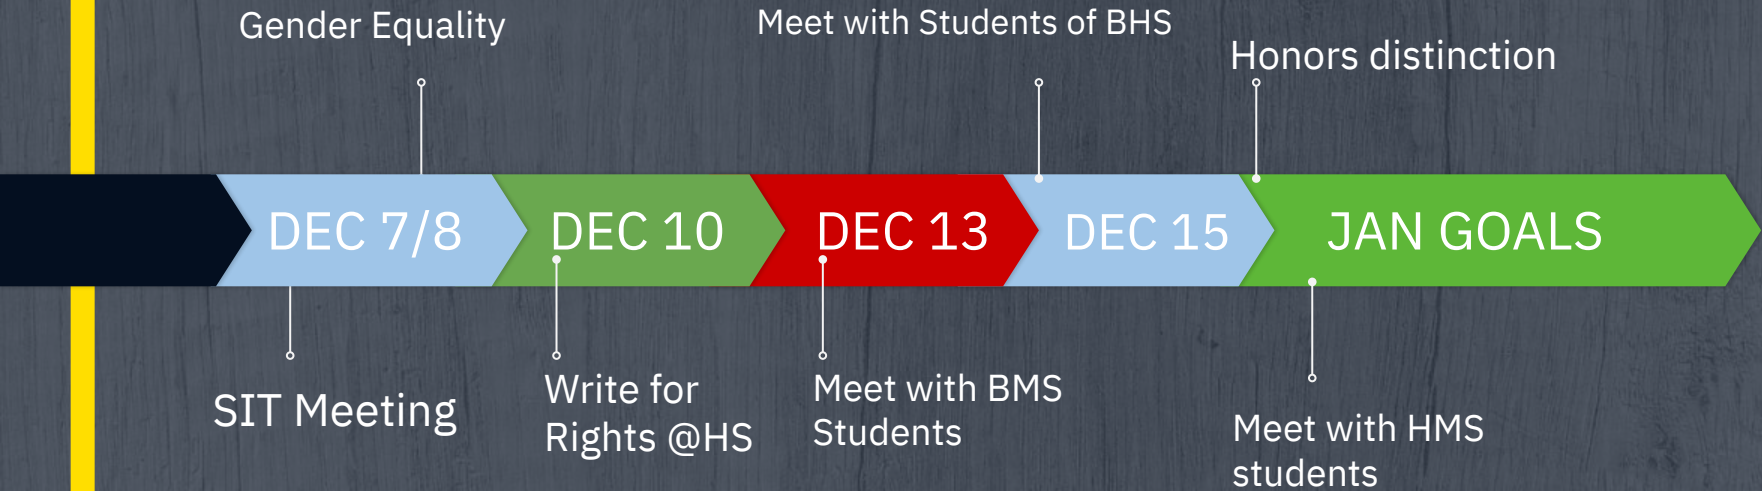 Gender Equality
Meet with Students of BHS
Honors distinction
DEC 7/8
DEC 10
DEC 13
DEC 15
JAN GOALS
SIT Meeting
Write for
Rights @HS
Meet with BMS
Students
Meet with HMS
students